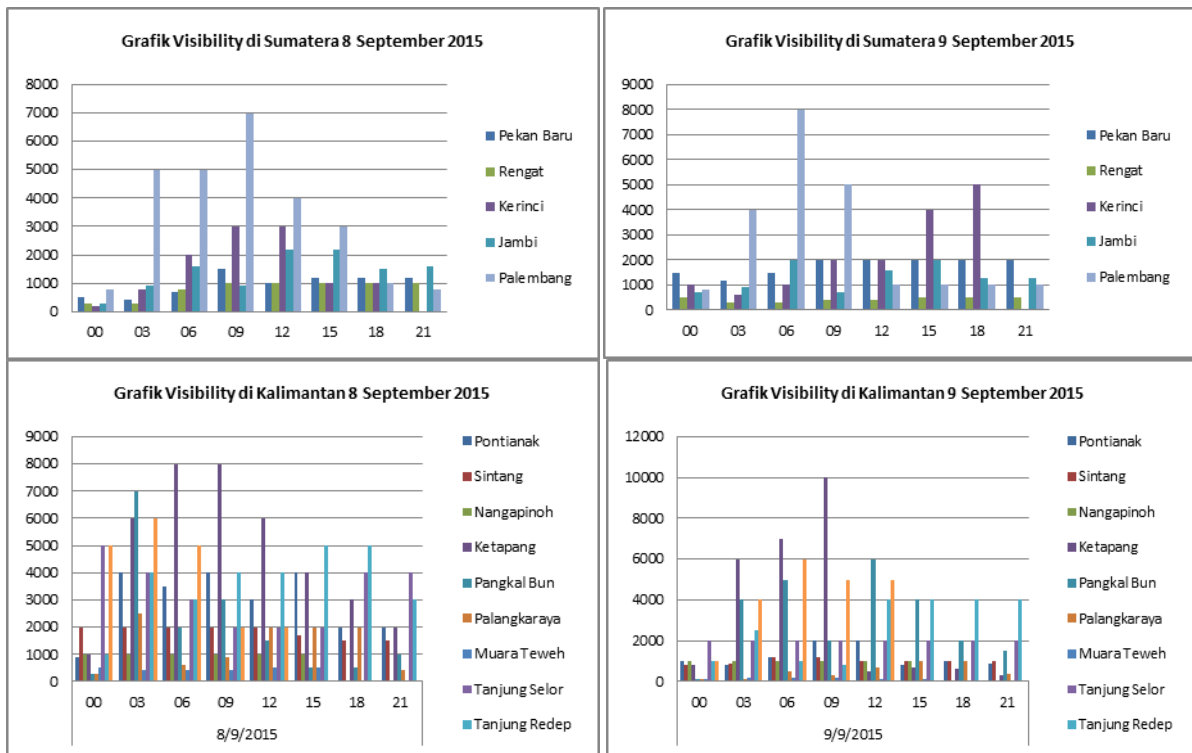 Grafik Visibility di Sumatera 8 September 2015
8000
7000
6000
5000
4000
3000
2000
1000
0
00 03 06 09 12 15 18 21
Pekan Baru
Rengat
Kerinci
Jambi
Palembang
Grafik Visibility di Sumatera 9 September 2015
9000
8000
7000
6000
5000
4000
3000
2000
1000
0
00 03 06 09 12 15 18 21
Pekan Baru
Rengat
Kerinci
Jambi
Palembang
Grafik Visibility di Kalimantan 8 September 2015
9000
8000
7000
6000
5000
4000
3000
2000
1000
0
00 03 06 09 12 15 18 21
8/9/2015
Pontianak
Sintang
Nangapinoh
Ketapang
Pangkal Bun
Palangkaraya
Muara Teweh
Tanjung Selor
Tanjung Redep
Grafik Visibility di Kalimantan 9 September 2015
12000
10000
8000
6000
4000
2000
0
00 03 06 09 12 15 18 21
9/9/2015
Pontianak
Sintang
Nangapinoh
Ketapang
Pangkal Bun
Palangkaraya
Muara Teweh
Tanjung Selor
Tanjung Redep